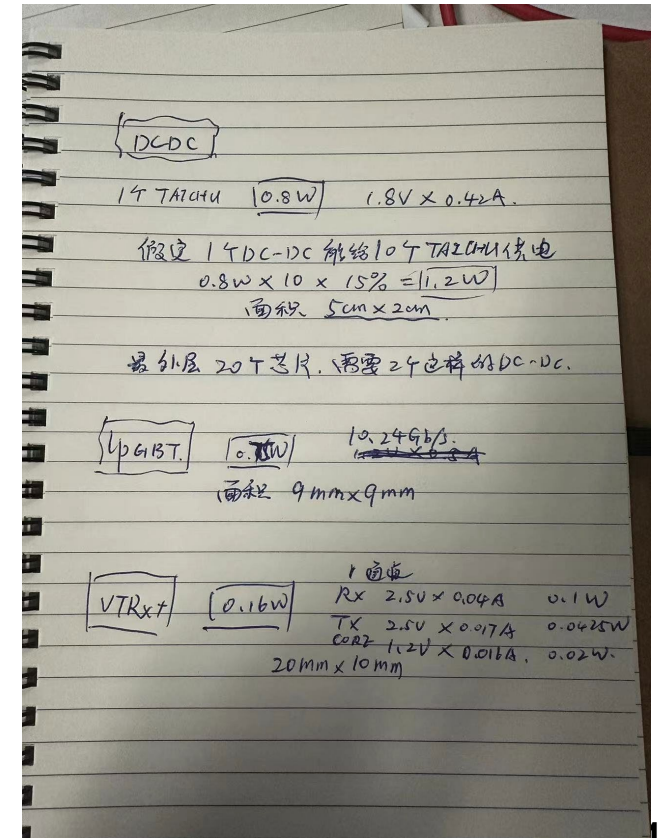 DCDC
1个 TAICHU 0.8W 1.8V × 0.42A.
假定 1个DC-DC 能给10个 TAICHU供电
0.8W × 10 × 15% = 1.2W
面积 5cm×2cm.
最外层 20个芯片, 需要2个这样的DC-DC.
lpGBT. 0. W 10.24Gb/s.
面积 9mm×9mm
1通道
VTRx+ 0.16W Rx 2.5V × 0.04A 0.1W
TX 2.5V × 0.017A 0.0425W
CORE 1.2V × 0.016A. 0.02W.
20mm×10mm